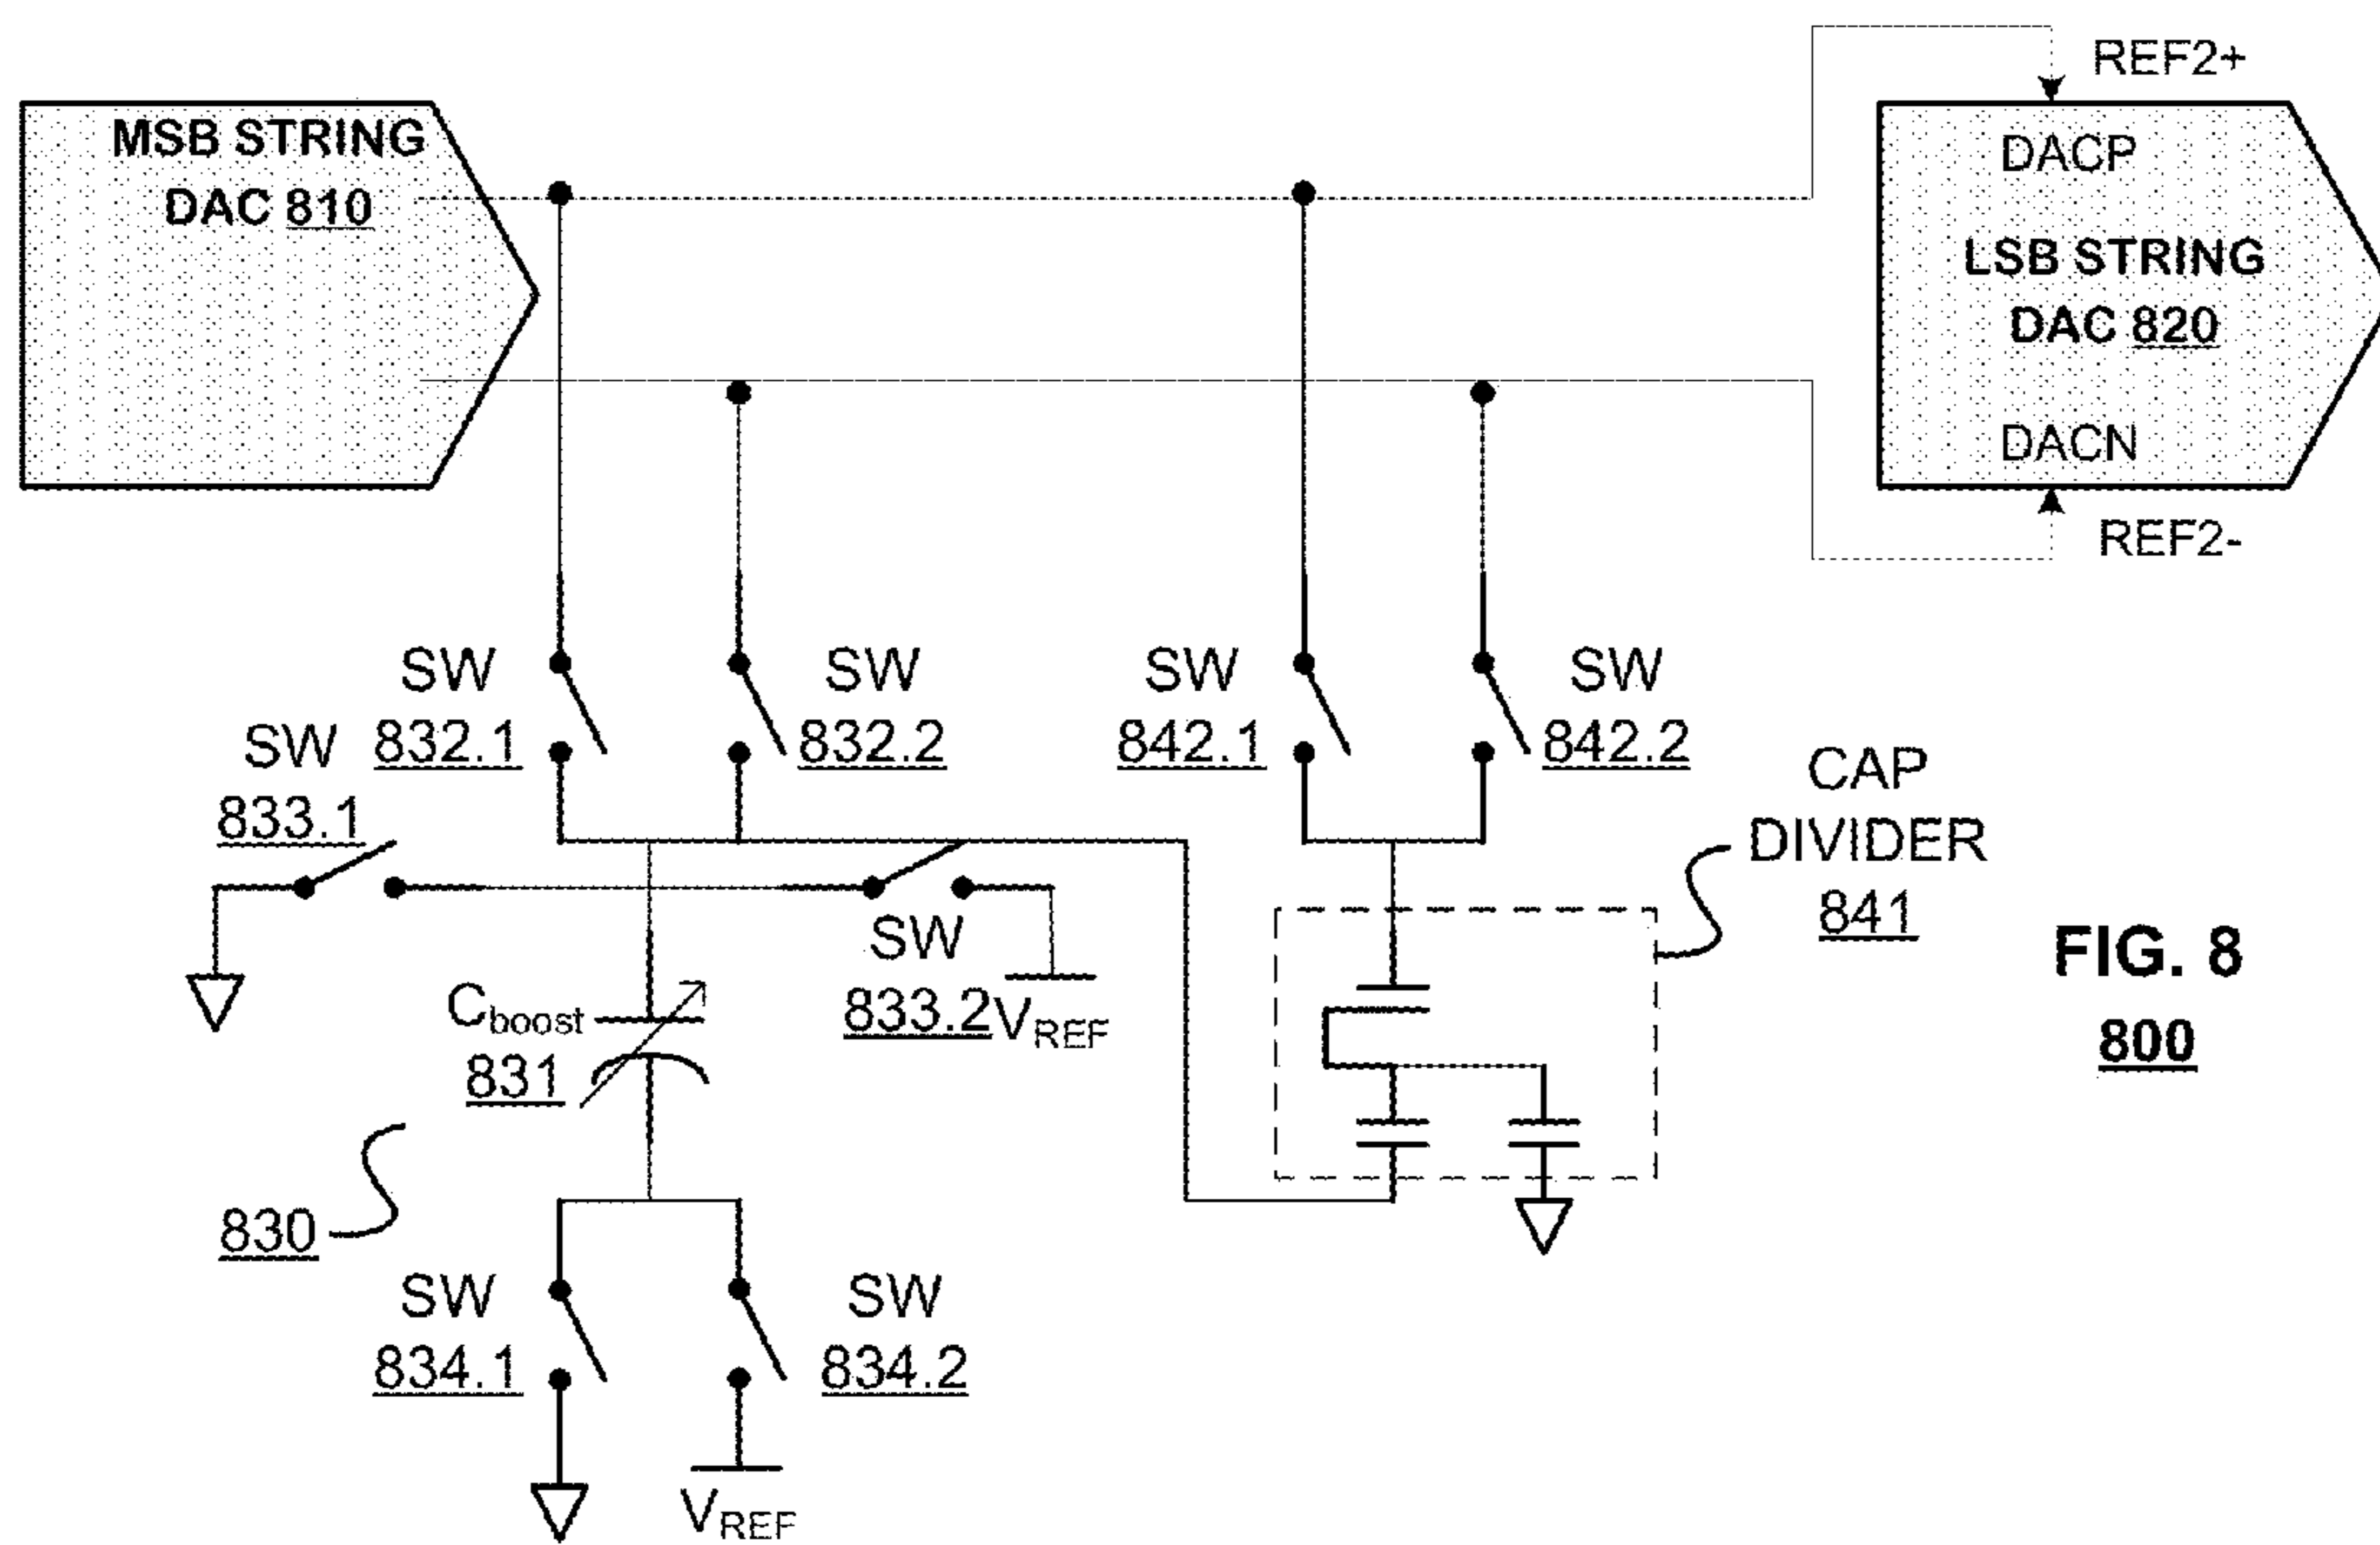 REF2+
MSB STRING
DAC 810
DACP
LSB STRING
DAC 820
DACN
REF2-
SW
832.1
SW
832.2
SW
842.1
SW
842.2
SW
833.1
CAP
DIVIDER
841
SW
833.2
VREF
Cboost
831
FIG. 8
800
830
SW
834.1
SW
834.2
VREF